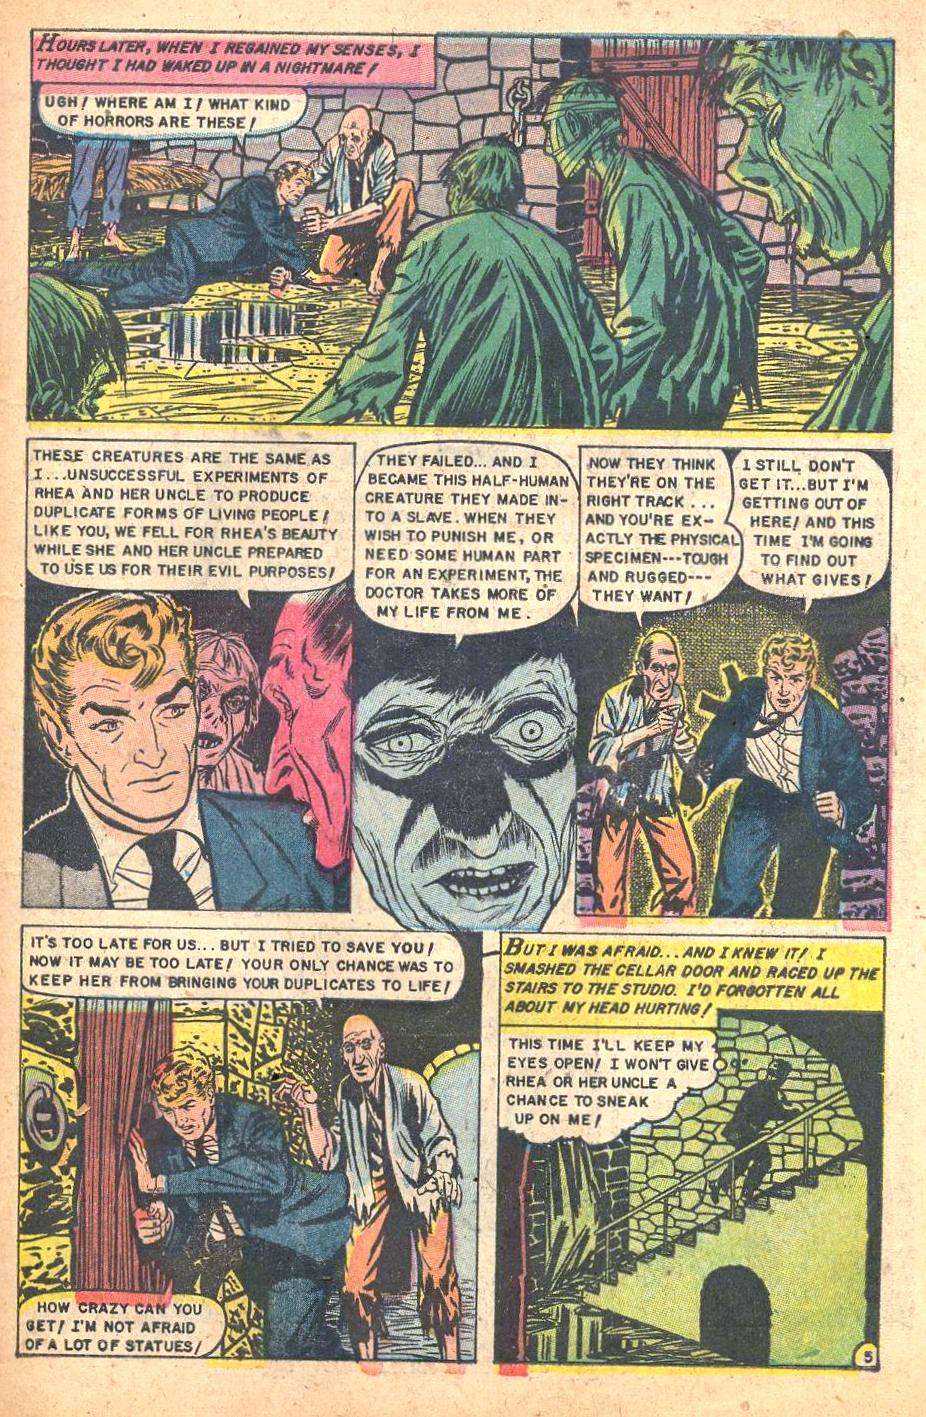 HOURS LATER, WHEN I REGAINED MY SENSES, I
THOUGHT I HAD WAKED UP IN A NIGHTMARE!
UGH! WHERE AM I! WHAT KIND
OF HORRORS ARE THESE!
THESE CREATURES ARE THE SAME AS
I...UNSUCCESSFUL EXPERIMENTS OF
RHEA AND HER UNCLE TO PRODUCE
DUPLICATE FORMS OF LIVING PEOPLE!
LIKE YOU, WE FELL FOR RHEA'S BEAUTY
WHILE SHE AND HER UNCLE PREPARED
TO USE US FOR THEIR EVIL PURPOSES!
THEY FAILED... AND I
BECAME THIS HALF-HUMAN
CREATURE THEY MADE IN-
TO A SLAVE. WHEN THEY
WISH TO PUNISH ME, OR
NEED SOME HUMAN PART
FOR AN EXPERIMENT, THE
DOCTOR TAKES MORE OF
MY LIFE FROM ME.
NOW THEY THINK
THEY'RE ON THE
RIGHT TRACK...
AND YOU'RE EX-
ACTLY THE PHYSICAL
SPECIMEN---TOUGH
AND RUGGED---
THEY WANT!
I STILL DON'T
GET IT...BUT I'M
GETTING OUT OF
HERE! AND THIS
TIME I'M GOING
TO FIND OUT
WHAT GIVES!
IT'S TOO LATE FOR US... BUT I TRIED TO SAVE YOU!
NOW IT MAY BE TOO LATE! YOUR ONLY CHANCE WAS TO
KEEP HER FROM BRINGING YOUR DUPLICATES TO LIFE!
HOW CRAZY CAN YOU
GET! I'M NOT AFRAID
OF A LOT OF STATUES!
BUT I WAS AFRAID... AND I KNEW IT! I
SMASHED THE CELLAR DOOR AND RACED UP THE
STAIRS TO THE STUDIO. I'D FORGOTTEN ALL
ABOUT MY HEAD HURTING!
THIS TIME I'LL KEEP MY
EYES OPEN! I WON'T GIVE
RHEA OR HER UNCLE A
CHANCE TO SNEAK
UP ON ME!
5